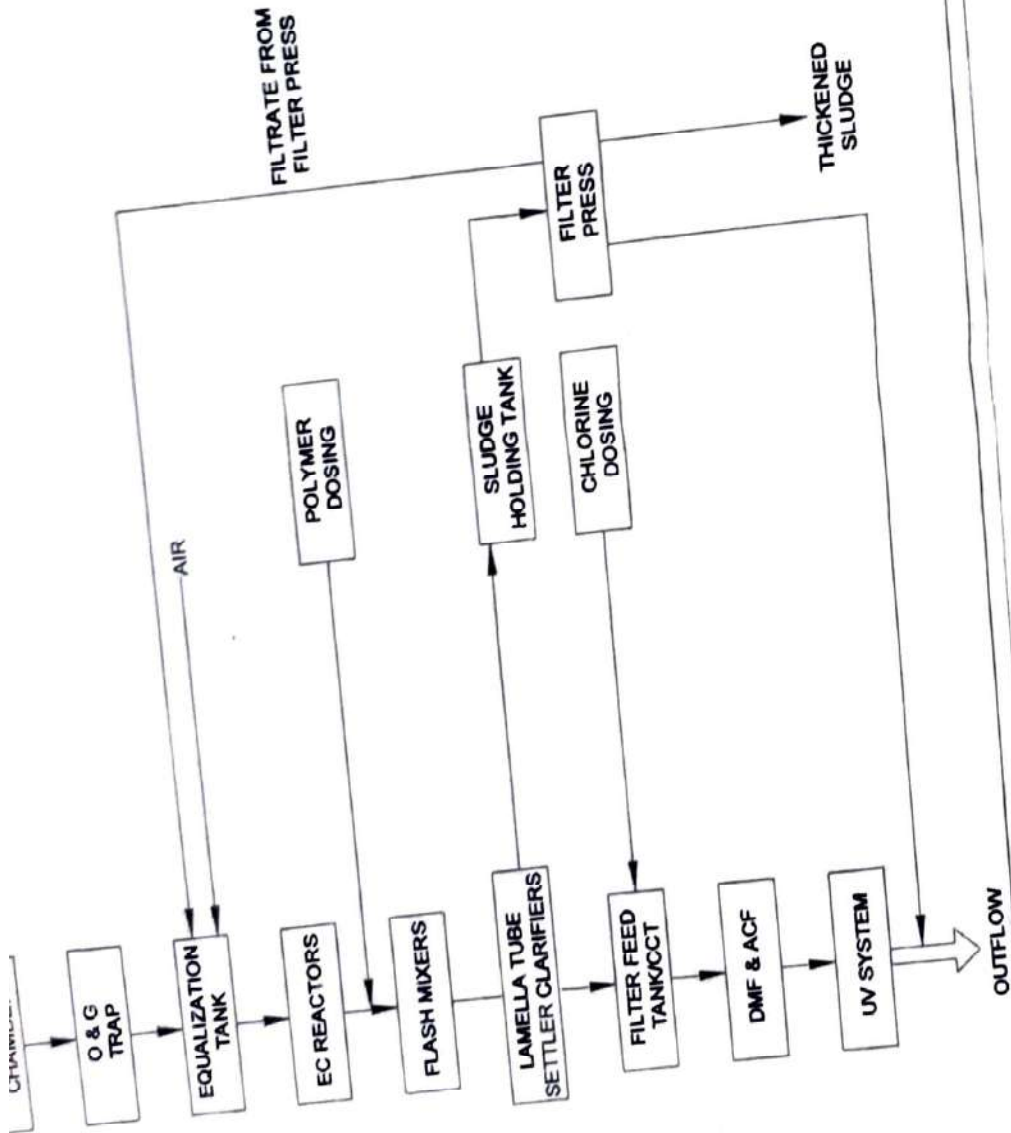 FILTRATE FROM
FILTER PRESS
O & G
TRAP
AIR
EQUALIZATION
TANK
EC REACTORS
POLYMER
DOSING
FLASH MIXERS
LAMELLA TUBE
SETTLER CLARIFIERS
SLUDGE
HOLDING TANK
FILTER
PRESS
THICKENED
SLUDGE
CHLORINE
DOSING
FILTER FEED
TANK/CCT
DMF & ACF
UV SYSTEM
OUTFLOW